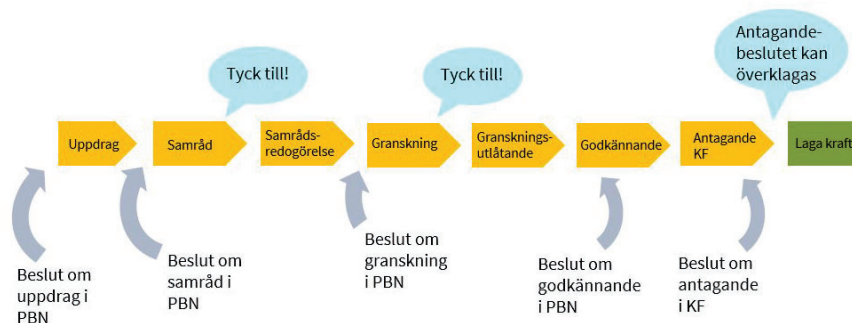 Tyck till!
Tyck till!
Antagande-
beslutet kan
överklagas
Uppdrag
Samråd
Samråds-
redogörelse
Granskning
Gransknings-
utlåtande
Godkännande
Antagande
KF
Laga kraft
Beslut om
uppdrag i
PBN
Beslut om
samråd i
PBN
Beslut om
granskning
i PBN
Beslut om
godkännande
i PBN
Beslut om
antagande
i KF